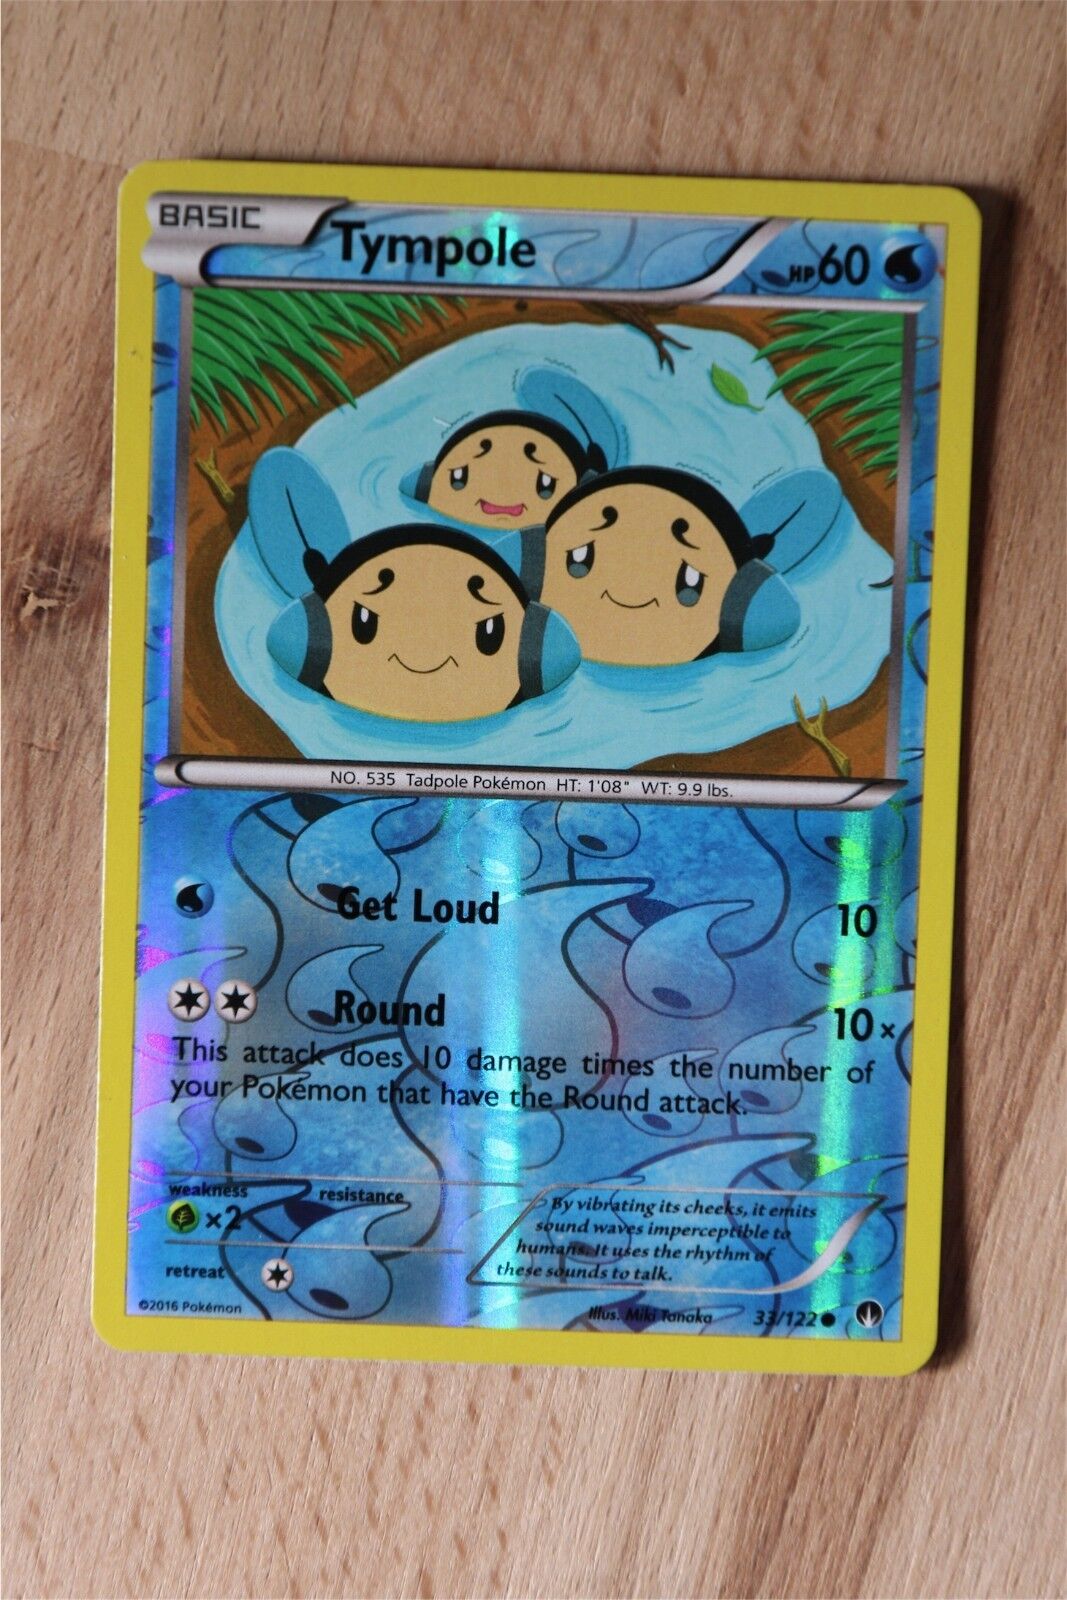 BASIC
Tympole HP60
NO. 535 Tadpole Pokémon HT: 1'08" WT: 9.9 lbs.
Get Loud 10
Round 10×
This attack does 10 damage times the number of
your Pokémon that have the Round attack.
weakness resistance
×2
retreat
By vibrating its cheeks, it emits
sound waves imperceptible to
humans. It uses the rhythm of
these sounds to talk.
©2016 Pokémon Illus. Miki Tanaka 33/122